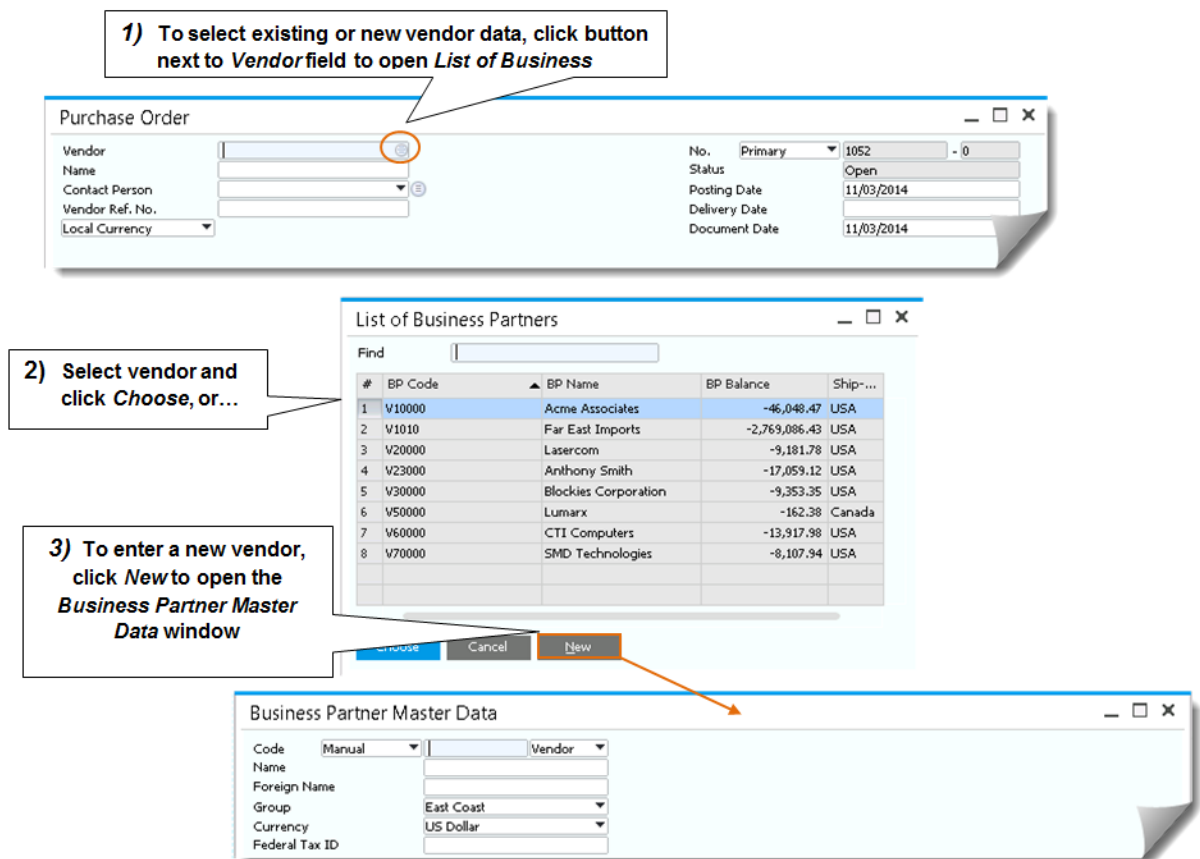 1) To select existing or new vendor data, click button
next to Vendor field to open List of Business
Purchase Order
Vendor
Name
Contact Person
Vendor Ref. No.
Local Currency
No. Primary 1052 - 0
Status Open
Posting Date 11/03/2014
Delivery Date
Document Date 11/03/2014
List of Business Partners
Find
# BP Code BP Name BP Balance Ship-...
1 V10000 Acme Associates -46,048.47 USA
2 V1010 Far East Imports -2,769,086.43 USA
3 V20000 Lasercom -9,181.78 USA
4 V23000 Anthony Smith -17,059.12 USA
5 V30000 Blockies Corporation -9,353.35 USA
6 V50000 Lumarx -162.38 Canada
7 V60000 CTI Computers -13,917.98 USA
8 V70000 SMD Technologies -8,107.94 USA
2) Select vendor and
click Choose, or…
3) To enter a new vendor,
click New to open the
Business Partner Master
Data window
Choose Cancel New
Business Partner Master Data
Code Manual Vendor
Name
Foreign Name
Group East Coast
Currency US Dollar
Federal Tax ID